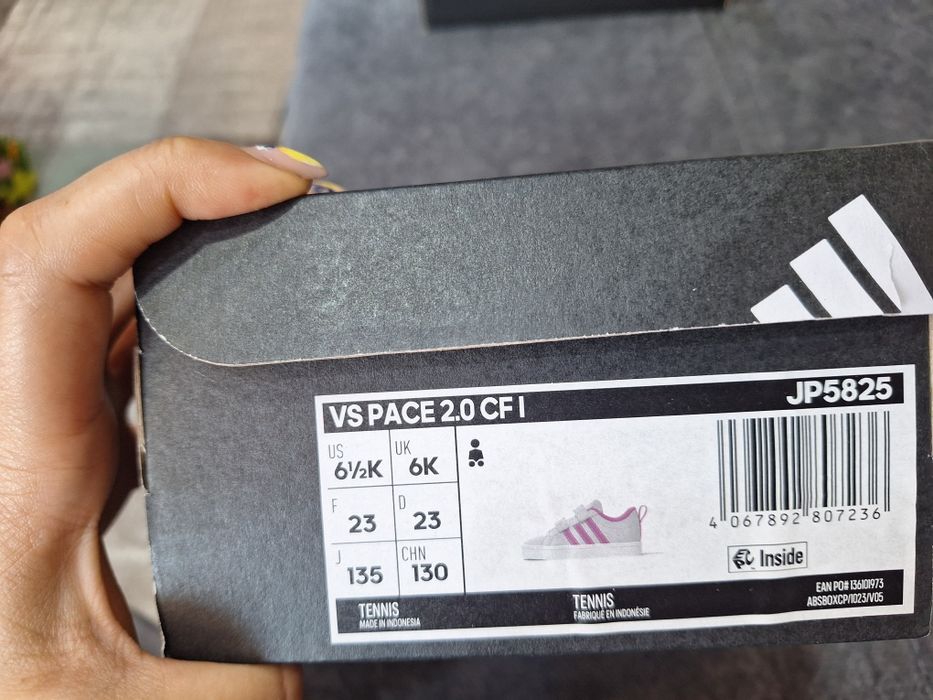 VS PACE 2.0 CF I
JP5825
US
6½K
UK
6K
F
23
D
23
J
135
CHN
130
4 067892 807236
Inside
TENNIS
MADE IN INDONESIA
TENNIS
FABRIQUÉ EN INDONÉSIE
EAN PO# 136101973
ABSBOXCP/1023/V05